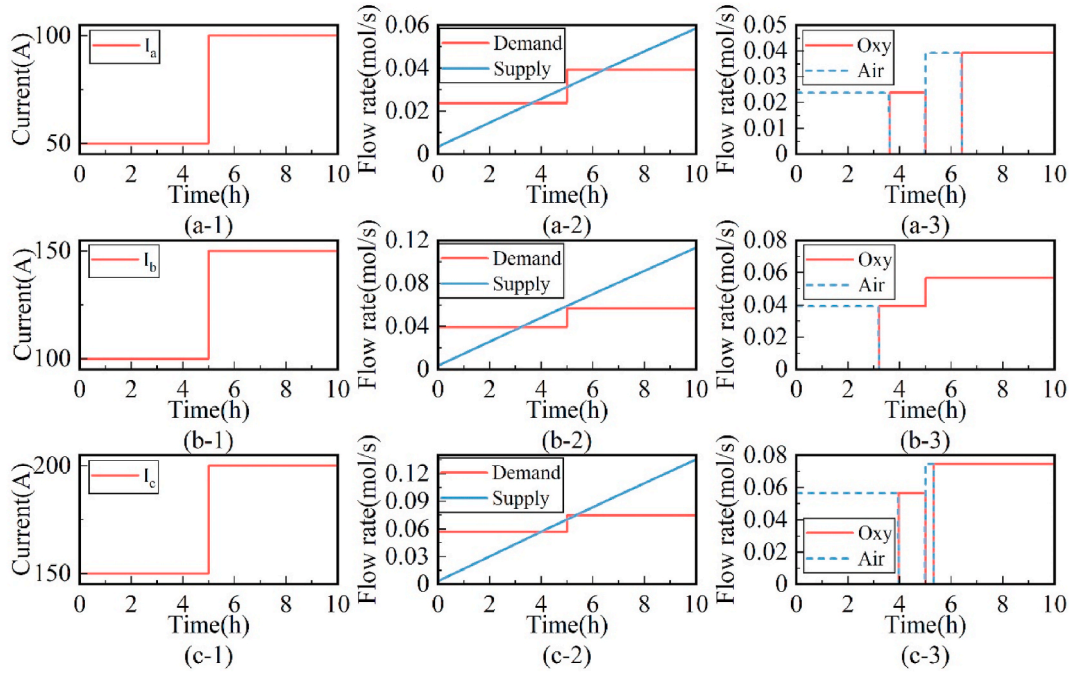 Current(A)
100
50
I_a
0 2 4 6 8 10
Time(h)
(a-1)
Flow rate(mol/s)
0.06
0.04
0.02
0
Demand
Supply
0 2 4 6 8 10
Time(h)
(a-2)
Flow rate(mol/s)
0.05
0.04
0.03
0.02
0.01
0
Oxy
Air
0 2 4 6 8 10
Time(h)
(a-3)
Current(A)
150
100
I_b
0 2 4 6 8 10
Time(h)
(b-1)
Flow rate(mol/s)
0.12
0.08
0.04
0
Demand
Supply
0 2 4 6 8 10
Time(h)
(b-2)
Flow rate(mol/s)
0.08
0.06
0.04
0.02
0
Oxy
Air
0 2 4 6 8 10
Time(h)
(b-3)
Current(A)
200
150
I_c
0 2 4 6 8 10
Time(h)
(c-1)
Flow rate(mol/s)
0.12
0.09
0.06
0.03
0
Demand
Supply
0 2 4 6 8 10
Time(h)
(c-2)
Flow rate(mol/s)
0.08
0.06
0.04
0.02
0
Oxy
Air
0 2 4 6 8 10
Time(h)
(c-3)